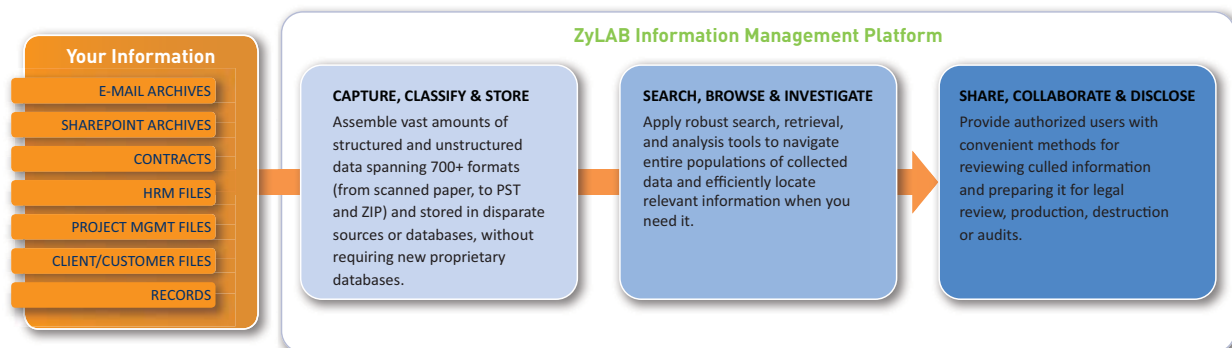 Your Information
E-MAIL ARCHIVES
SHAREPOINT ARCHIVES
CONTRACTS
HRM FILES
PROJECT MGMT FILES
CLIENT/CUSTOMER FILES
RECORDS
ZyLAB Information Management Platform
CAPTURE, CLASSIFY & STORE
Assemble vast amounts of
structured and unstructured
data spanning 700+ formats
(from scanned paper, to PST
and ZIP) and stored in disparate
sources or databases, without
requiring new proprietary
databases.
SEARCH, BROWSE & INVESTIGATE
Apply robust search, retrieval,
and analysis tools to navigate
entire populations of collected
data and efficiently locate
relevant information when you
need it.
SHARE, COLLABORATE & DISCLOSE
Provide authorized users with
convenient methods for
reviewing culled information
and preparing it for legal
review, production, destruction
or audits.